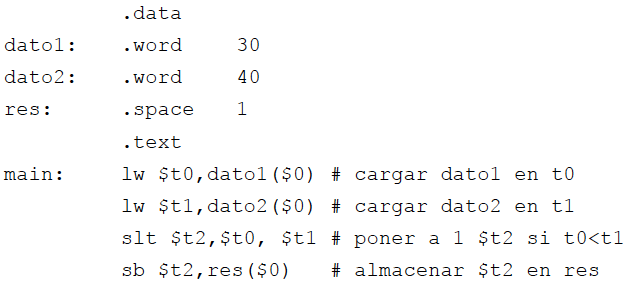 .data
dato1: .word 30
dato2: .word 40
res: .space 1
.text
main: lw $t0,dato1($0) # cargar dato1 en t0
lw $t1,dato2($0) # cargar dato2 en t1
slt $t2,$t0, $t1 # poner a 1 $t2 si t0<t1
sb $t2,res($0) # almacenar $t2 en res